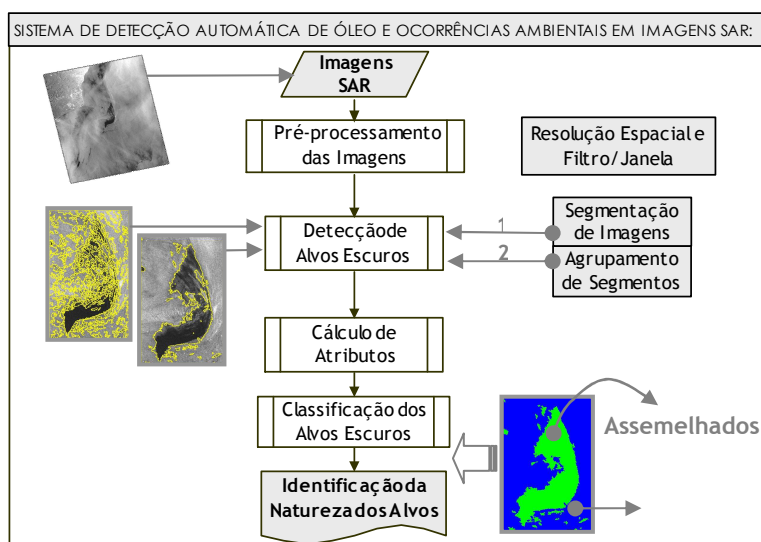 SISTEMA DE DETECÇÃO AUTOMÁTICA DE ÓLEO E OCORRÊNCIAS AMBIENTAIS EM IMAGENS SAR:
Imagens
SAR
Pré-processamento
das Imagens
Resolução Espacial e
Filtro/Janela
Detecçãode
Alvos Escuros
1
2
Segmentação
de Imagens
Agrupamento
de Segmentos
Cálculo de
Atributos
Classificação dos
Alvos Escuros
Assemelhados
Identificação da
Natureza dos Alvos